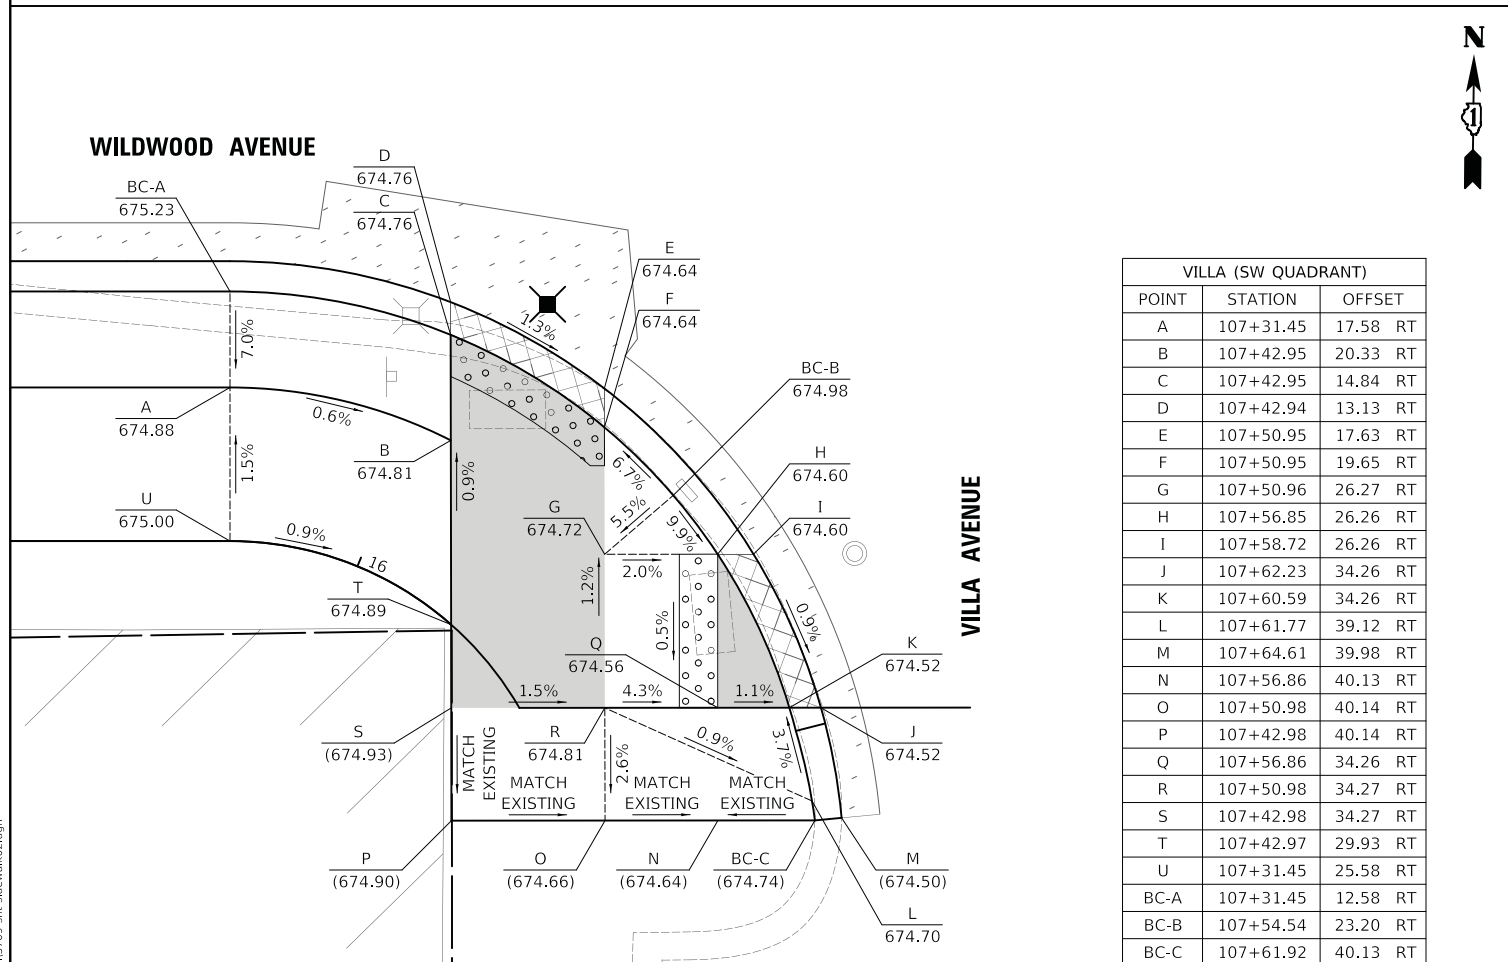 N
1
WILDWOOD AVENUE
D
674.76
BC-A
675.23
C
674.76
E
674.64
F
674.64
1.3%
7.0%
BC-B
674.98
A
674.88
0.6%
B
674.81
1.5%
0.9%
6.7%
H
674.60
U
675.00
0.9%
16
G
674.72
5.5%
9.9%
I
674.60
T
674.89
1.2%
2.0%
0.5%
0.9%
VILLA AVENUE
Q
674.56
K
674.52
1.5%
4.3%
1.1%
S
(674.93)
MATCH
EXISTING
R
674.81
2.6%
0.9%
3.7%
J
674.52
MATCH
EXISTING
MATCH
EXISTING
MATCH
EXISTING
P
(674.90)
O
(674.66)
N
(674.64)
BC-C
(674.74)
M
(674.50)
L
674.70
VILLA (SW QUADRANT)
POINT STATION OFFSET
A 107+31.45 17.58 RT
B 107+42.95 20.33 RT
C 107+42.95 14.84 RT
D 107+42.94 13.13 RT
E 107+50.95 17.63 RT
F 107+50.95 19.65 RT
G 107+50.96 26.27 RT
H 107+56.85 26.26 RT
I 107+58.72 26.26 RT
J 107+62.23 34.26 RT
K 107+60.59 34.26 RT
L 107+61.77 39.12 RT
M 107+64.61 39.98 RT
N 107+56.86 40.13 RT
O 107+50.98 40.14 RT
P 107+42.98 40.14 RT
Q 107+56.86 34.26 RT
R 107+50.98 34.27 RT
S 107+42.98 34.27 RT
T 107+42.97 29.93 RT
U 107+31.45 25.58 RT
BC-A 107+31.45 12.58 RT
BC-B 107+54.54 23.20 RT
BC-C 107+61.92 40.13 RT